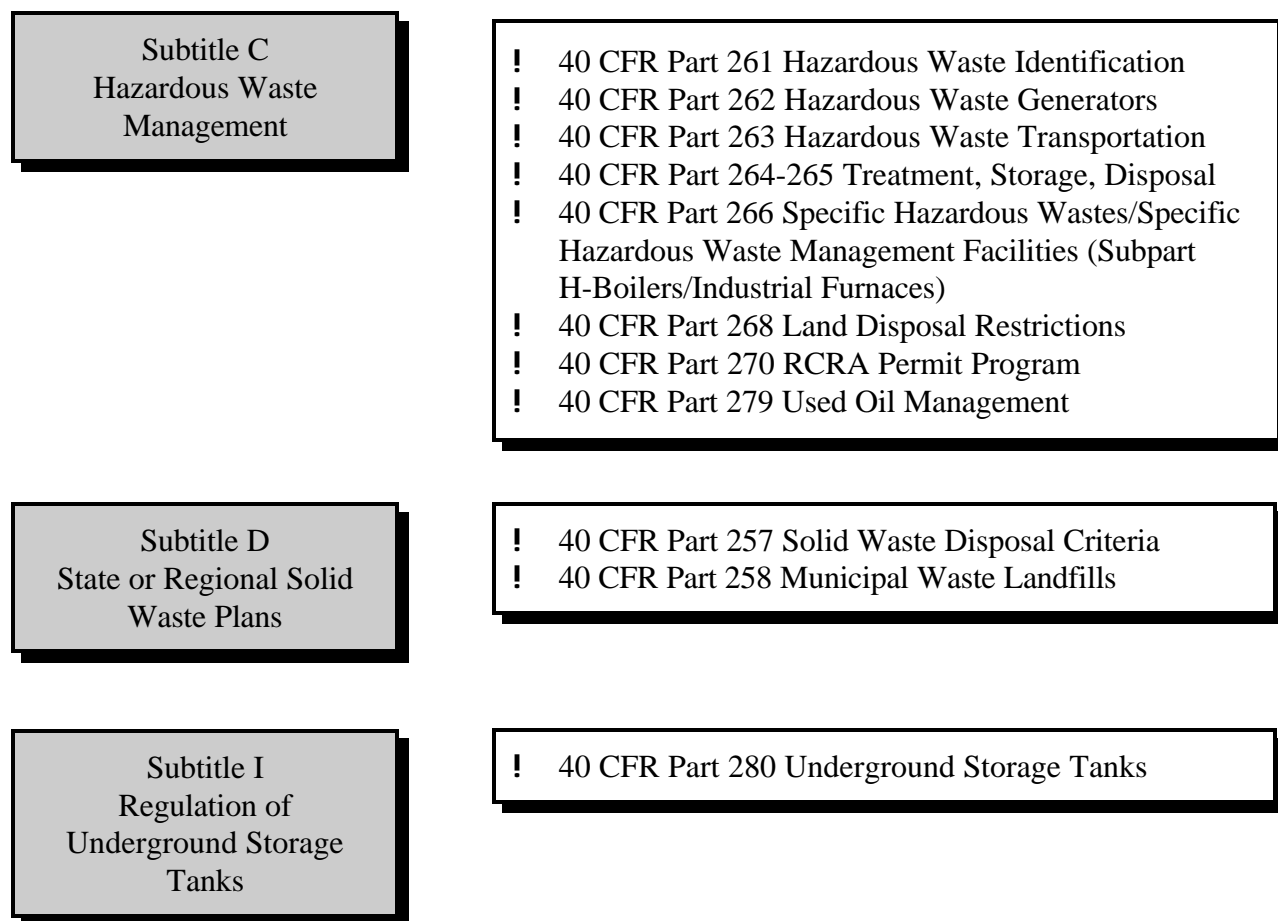 Subtitle C
Hazardous Waste
Management
! 40 CFR Part 261 Hazardous Waste Identification
! 40 CFR Part 262 Hazardous Waste Generators
! 40 CFR Part 263 Hazardous Waste Transportation
! 40 CFR Part 264-265 Treatment, Storage, Disposal
! 40 CFR Part 266 Specific Hazardous Wastes/Specific
Hazardous Waste Management Facilities (Subpart
H-Boilers/Industrial Furnaces)
! 40 CFR Part 268 Land Disposal Restrictions
! 40 CFR Part 270 RCRA Permit Program
! 40 CFR Part 279 Used Oil Management
Subtitle D
State or Regional Solid
Waste Plans
! 40 CFR Part 257 Solid Waste Disposal Criteria
! 40 CFR Part 258 Municipal Waste Landfills
Subtitle I
Regulation of
Underground Storage
Tanks
! 40 CFR Part 280 Underground Storage Tanks